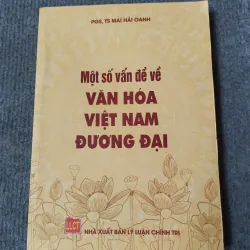 PGS, TS MAI HẢI OANH
Một số vấn đề về
VĂN HÓA
VIỆT NAM
ĐƯƠNG ĐẠI
LLCT
NHÀ XUẤT BẢN LÝ LUẬN CHÍNH TRỊ